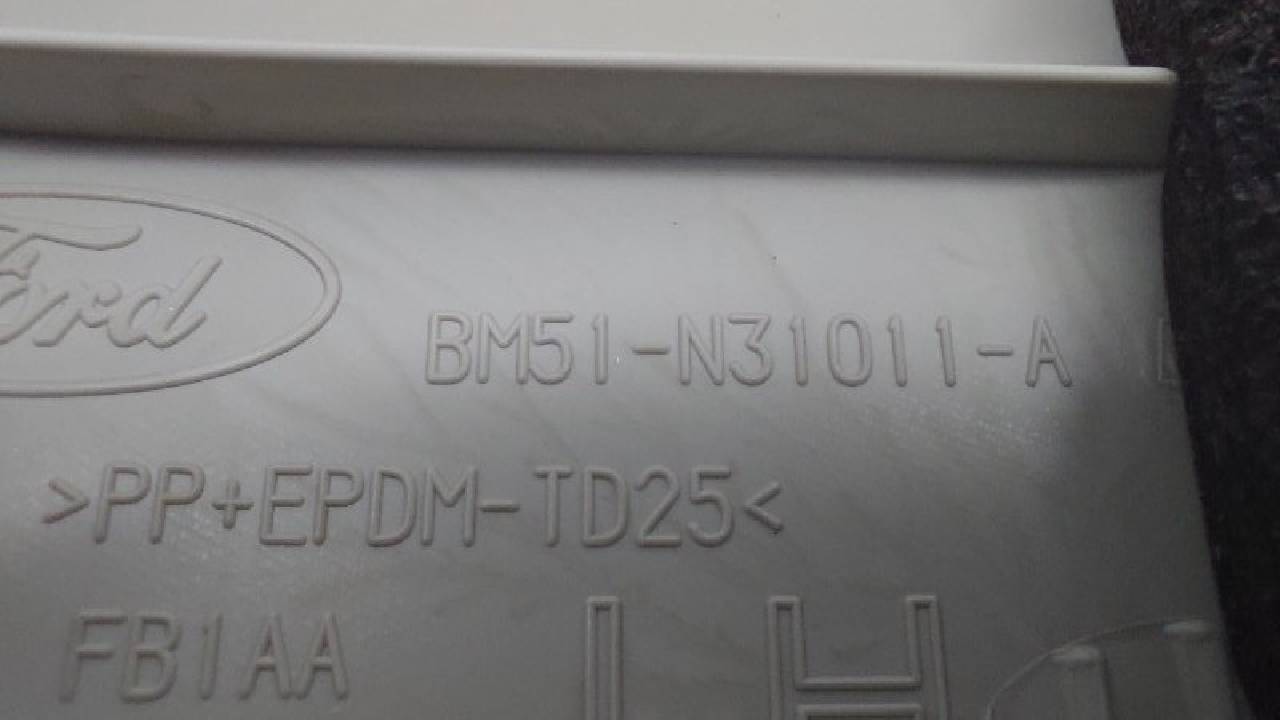 Ford
BM51-N31011-A
>PP+EPDM-TD25<
FB1AA
LH